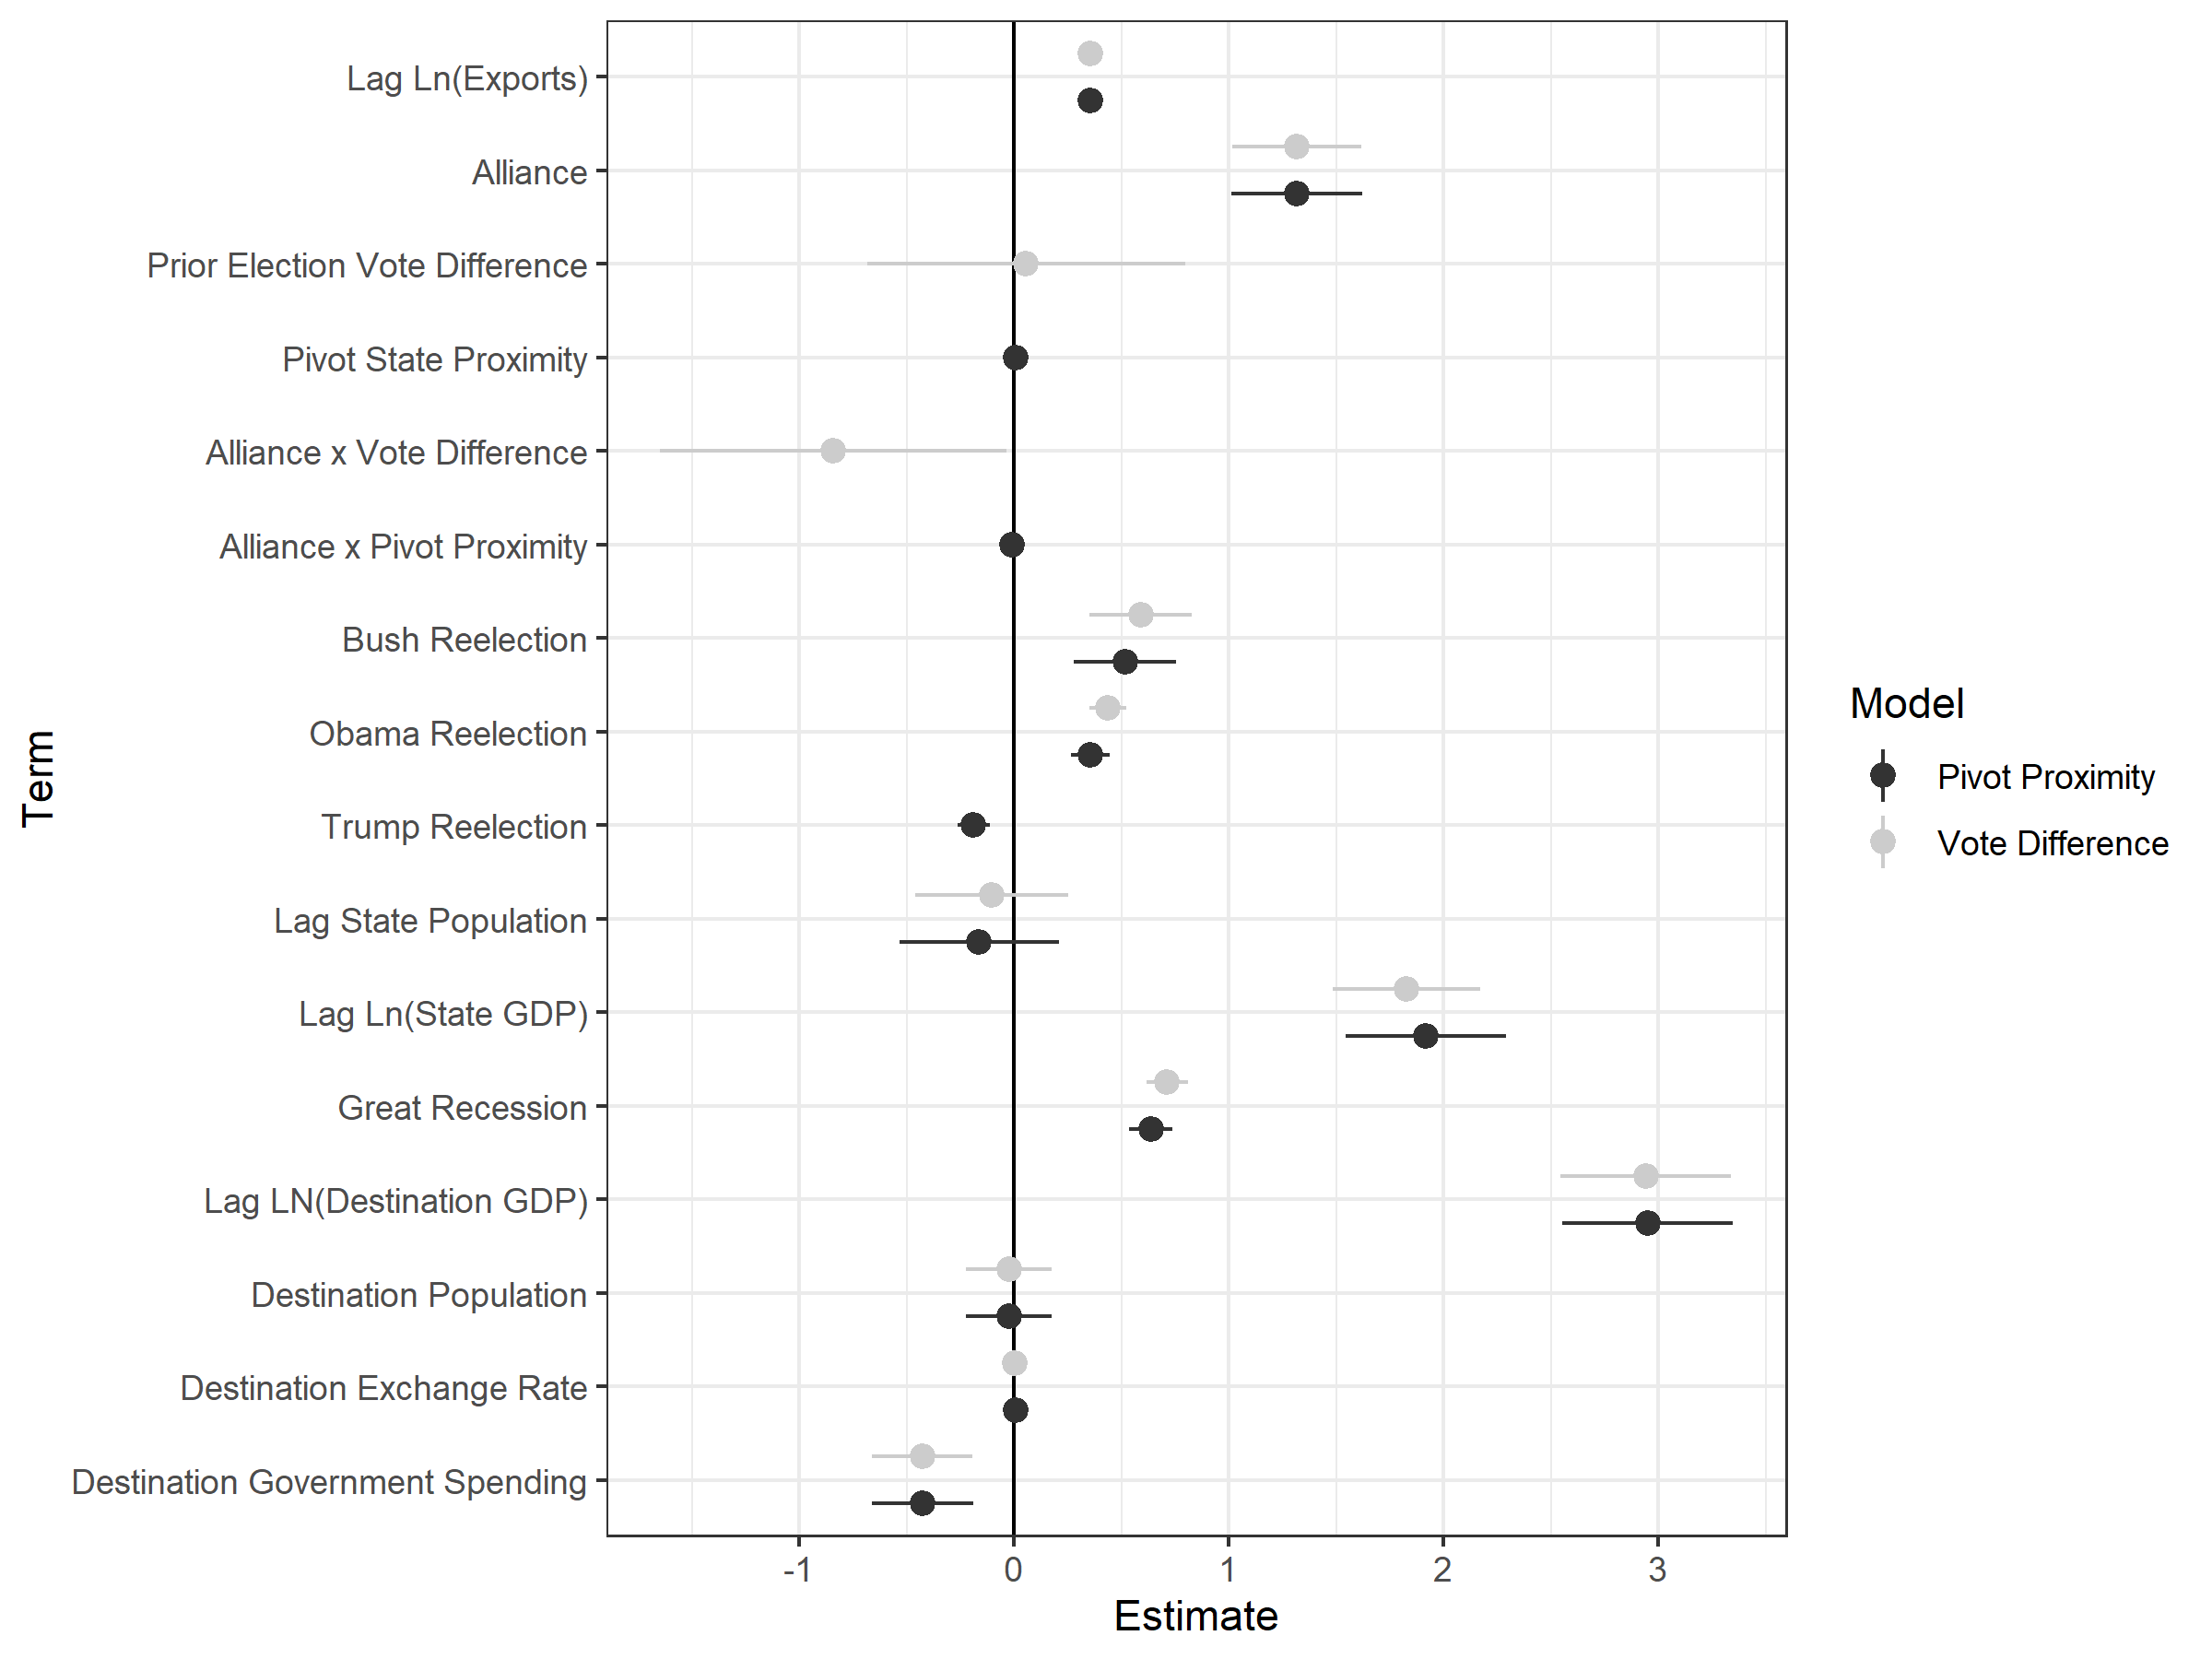 Lag Ln(Exports)
Alliance
Prior Election Vote Difference
Pivot State Proximity
Alliance x Vote Difference
Alliance x Pivot Proximity
Bush Reelection
Obama Reelection
Trump Reelection
Lag State Population
Lag Ln(State GDP)
Great Recession
Lag LN(Destination GDP)
Destination Population
Destination Exchange Rate
Destination Government Spending
Term
-1 0 1 2 3
Estimate
Model
Pivot Proximity
Vote Difference